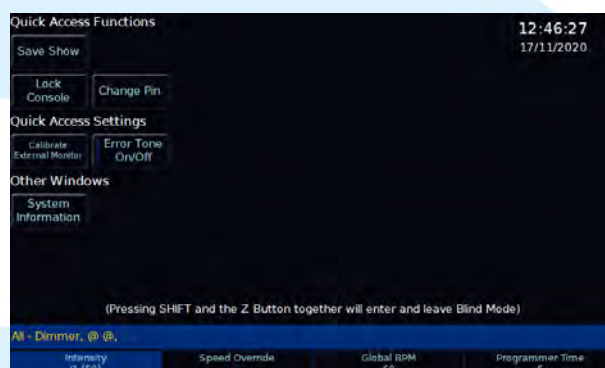 Quick Access Functions
12:46:27
17/11/2020
Save Show
Lock
Console
Change Pin
Quick Access Settings
Calibrate
External Monitor
Error Tone
On/Off
Other Windows
System
Information
(Pressing SHIFT and the Z Button together will enter and leave Blind Mode)
All - Dimmer, @ @,
Intensity
Speed Override
Global BPM
Programmer Time